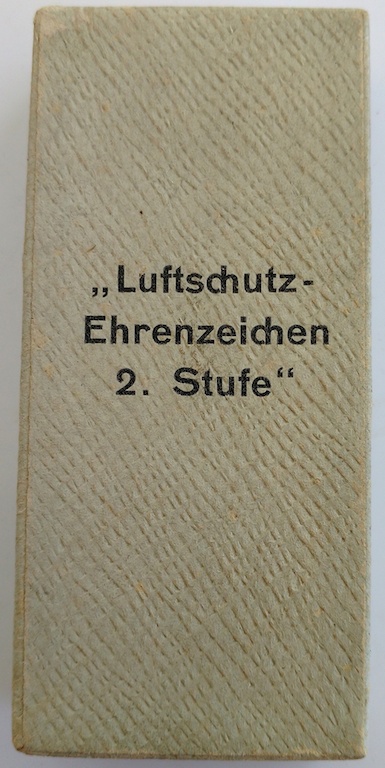 „Luftschutz-
Ehrenzeichen
2. Stufe“